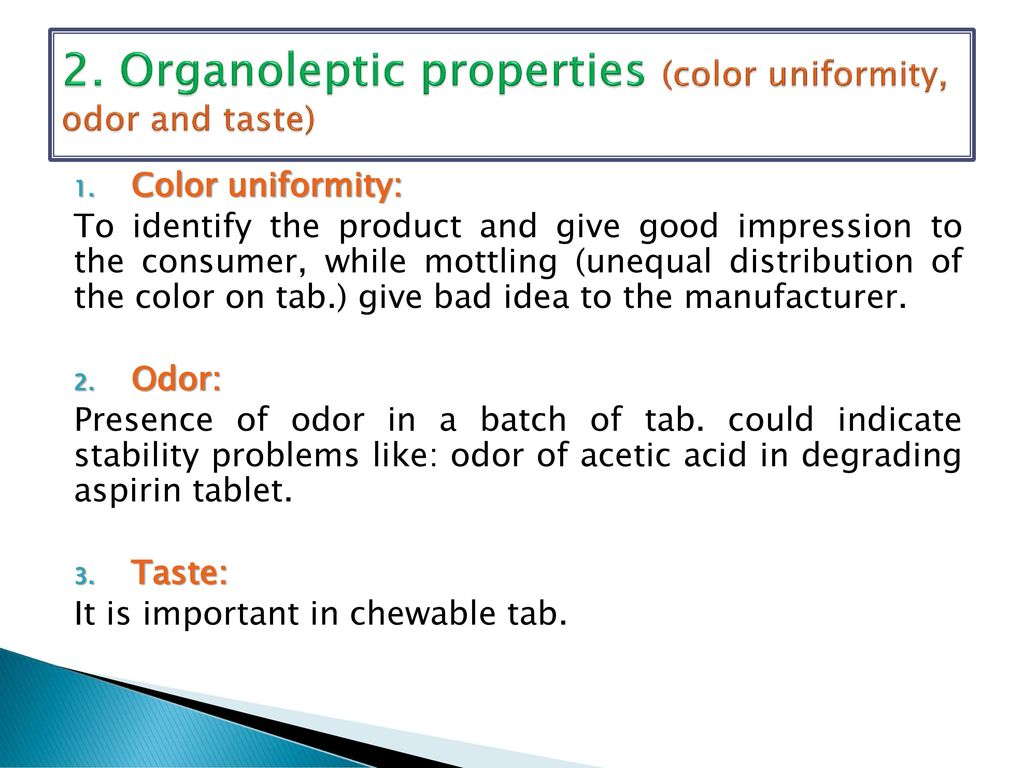 2. Organoleptic properties (color uniformity,
odor and taste)
1. Color uniformity:
To identify the product and give good impression to
the consumer, while mottling (unequal distribution of
the color on tab.) give bad idea to the manufacturer.
2. Odor:
Presence of odor in a batch of tab. could indicate
stability problems like: odor of acetic acid in degrading
aspirin tablet.
3. Taste:
It is important in chewable tab.